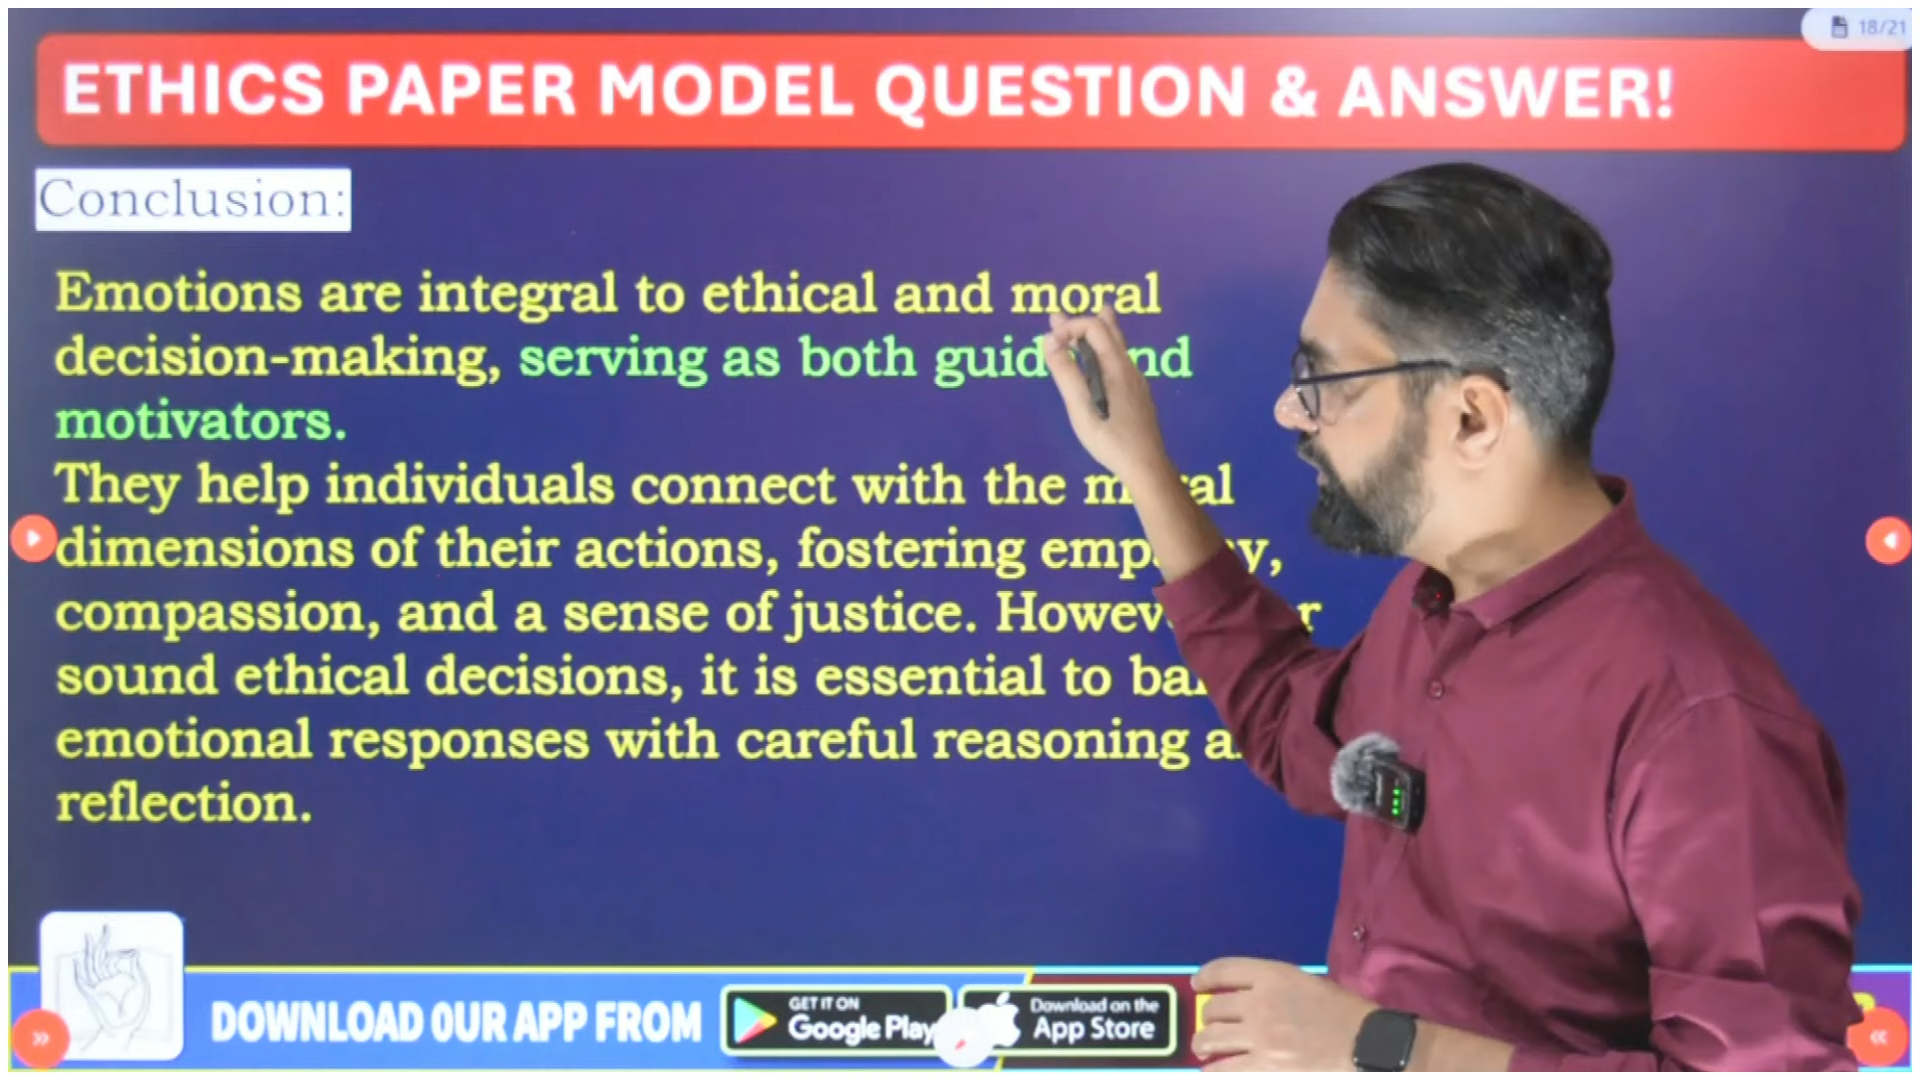 18/21
ETHICS PAPER MODEL QUESTION & ANSWER!
Conclusion:
Emotions are integral to ethical and moral
decision-making, serving as both
motivators.
They help individuals connect with the
dimensions of their actions, fostering
compassion, and a sense of justice.
sound ethical decisions, it is essential to
emotional responses with careful reasoning
reflection.
DOWNLOAD 0UR APP FROM
GET IT ON
Google Play
Download on the
App Store